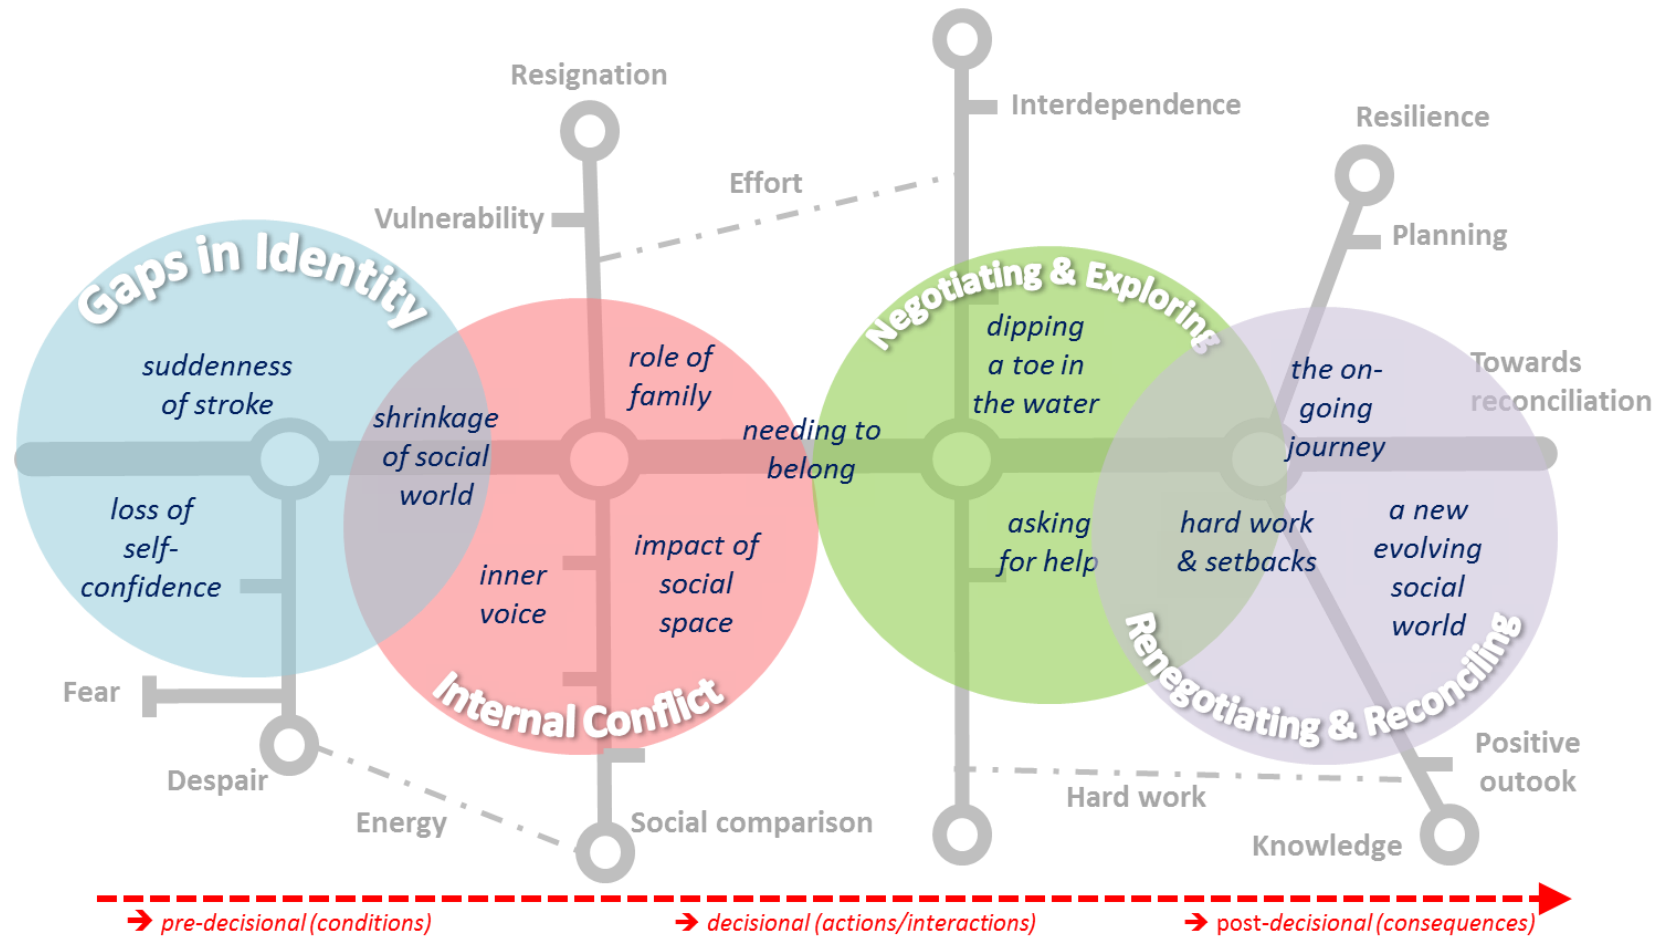 Resignation
Interdependence
Resilience
Effort
Vulnerability
Planning
Gaps in Identity
Negotiating & Exploring
suddenness
of stroke
shrinkage
of social
world
role of
family
needing to
belong
dipping
a toe in
the water
the on-
going
journey
Towards
reconciliation
loss of
self-
confidence
inner
voice
impact of
social
space
asking
for help
hard work
& setbacks
a new
evolving
social
world
Internal Conflict
Renegotiating & Reconciling
Fear
Despair
Energy
Social comparison
Hard work
Positive
outook
Knowledge
➔ pre-decisional (conditions)
➔ decisional (actions/interactions)
➔ post-decisional (consequences)